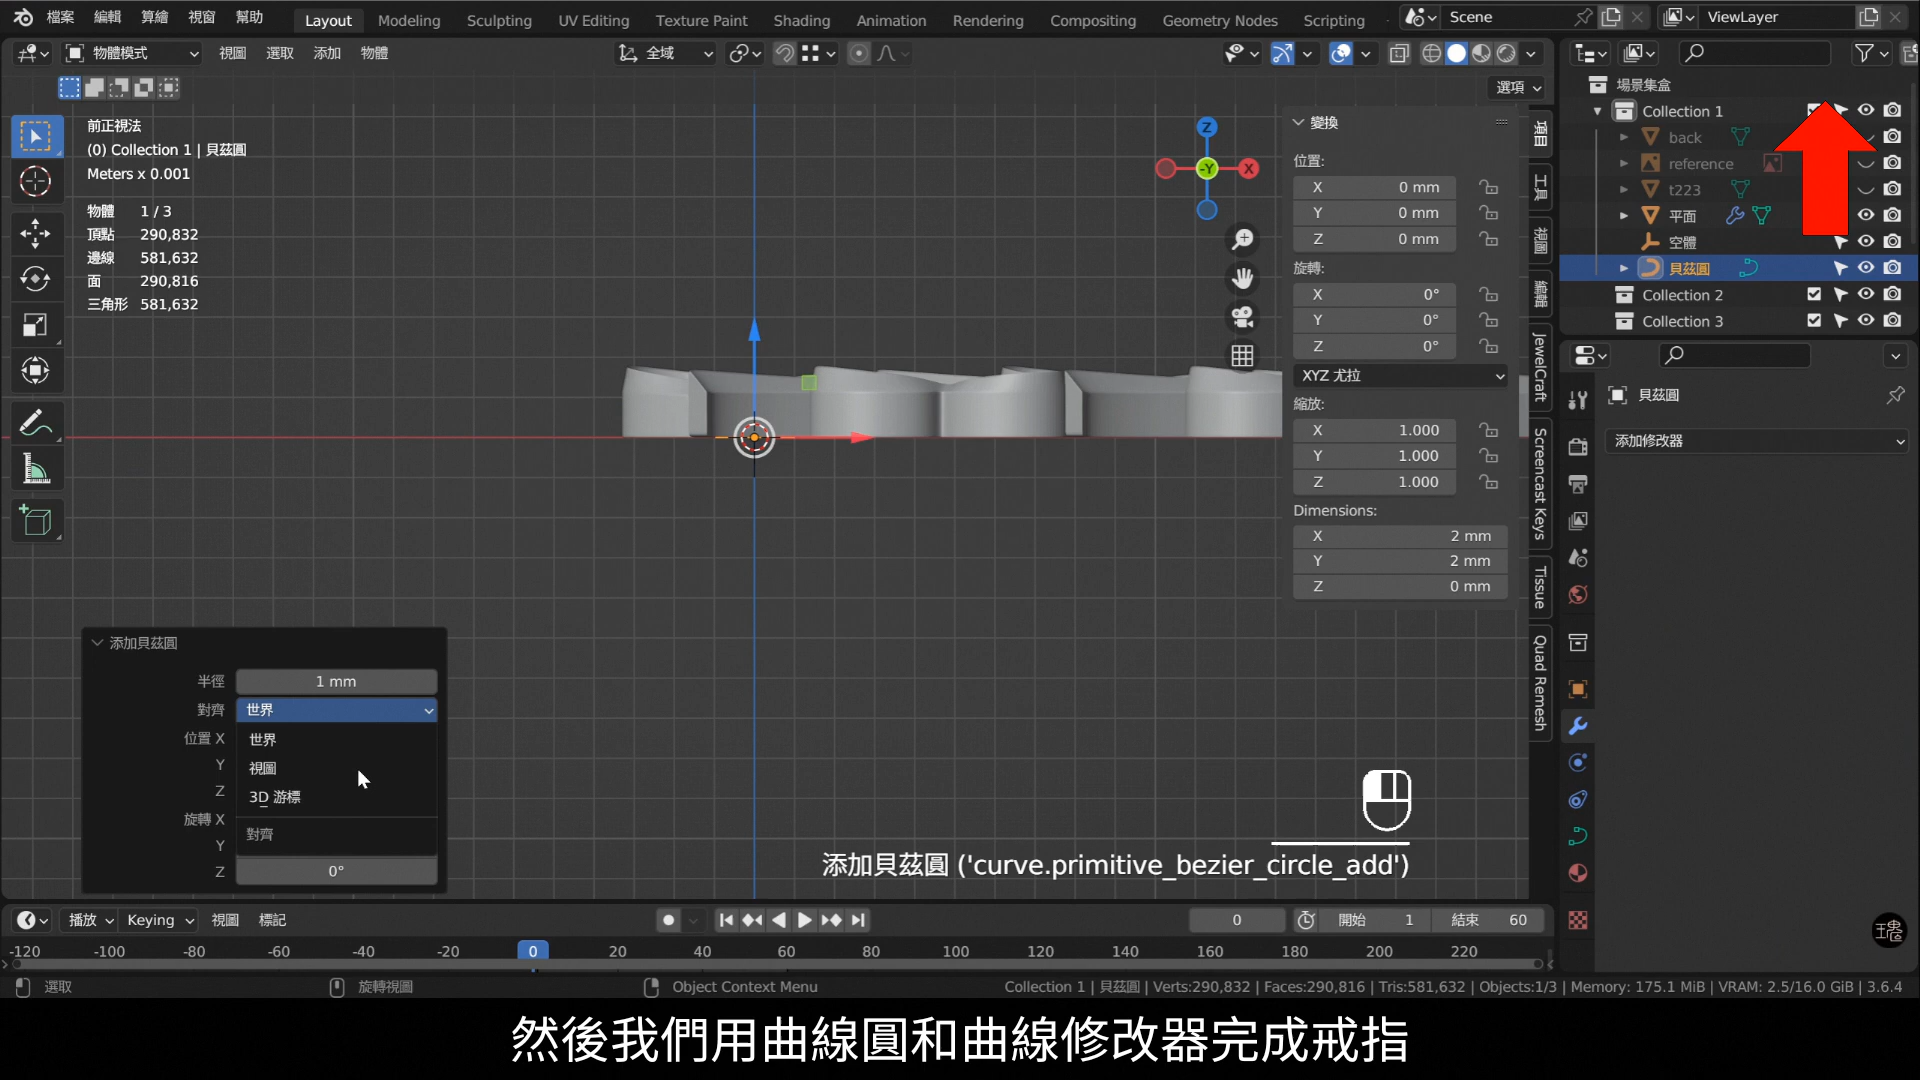 檔案 編輯 算繪 視窗 幫助 Layout Modeling Sculpting UV Editing Texture Paint Shading Animation Rendering Compositing Geometry Nodes Scripting Scene ViewLayer
物體模式 視圖 選取 添加 物體 全域
選項
前正視法
(0) Collection 1 | 貝茲圓
Meters x 0.001
物體 1 / 3
頂點 290,832
邊線 581,632
面 290,816
三角形 581,632
Z
-Y
X
變換
位置:
X 0 mm
Y 0 mm
Z 0 mm
旋轉:
X 0°
Y 0°
Z 0°
XYZ 尤拉
縮放:
X 1.000
Y 1.000
Z 1.000
Dimensions:
X 2 mm
Y 2 mm
Z 0 mm
項目
工具
視圖
編輯
JewelCraft
Screencast Keys
Tissue
Quad Remesh
場景集盒
Collection 1
back
reference
t223
平面
空體
貝茲圓
Collection 2
Collection 3
貝茲圓
添加修改器
添加貝茲圓
半徑 1 mm
對齊 世界
位置 X 世界
Y 視圖
Z 3D 游標
旋轉 X
Y 對齊
Z 0°
添加貝茲圓 ('curve.primitive_bezier_circle_add')
播放 Keying 視圖 標記 0 開始 1 結束 60
-120 -100 -80 -60 -40 -20 0 20 40 60 80 100 120 140 160 180 200 220
選取 旋轉視圖 Object Context Menu Collection 1 | 貝茲圓 | Verts:290,832 | Faces:290,816 | Tris:581,632 | Objects:1/3 | Memory: 175.1 MiB | VRAM: 2.5/16.0 GiB | 3.6.4
然後我們用曲線圓和曲線修改器完成戒指